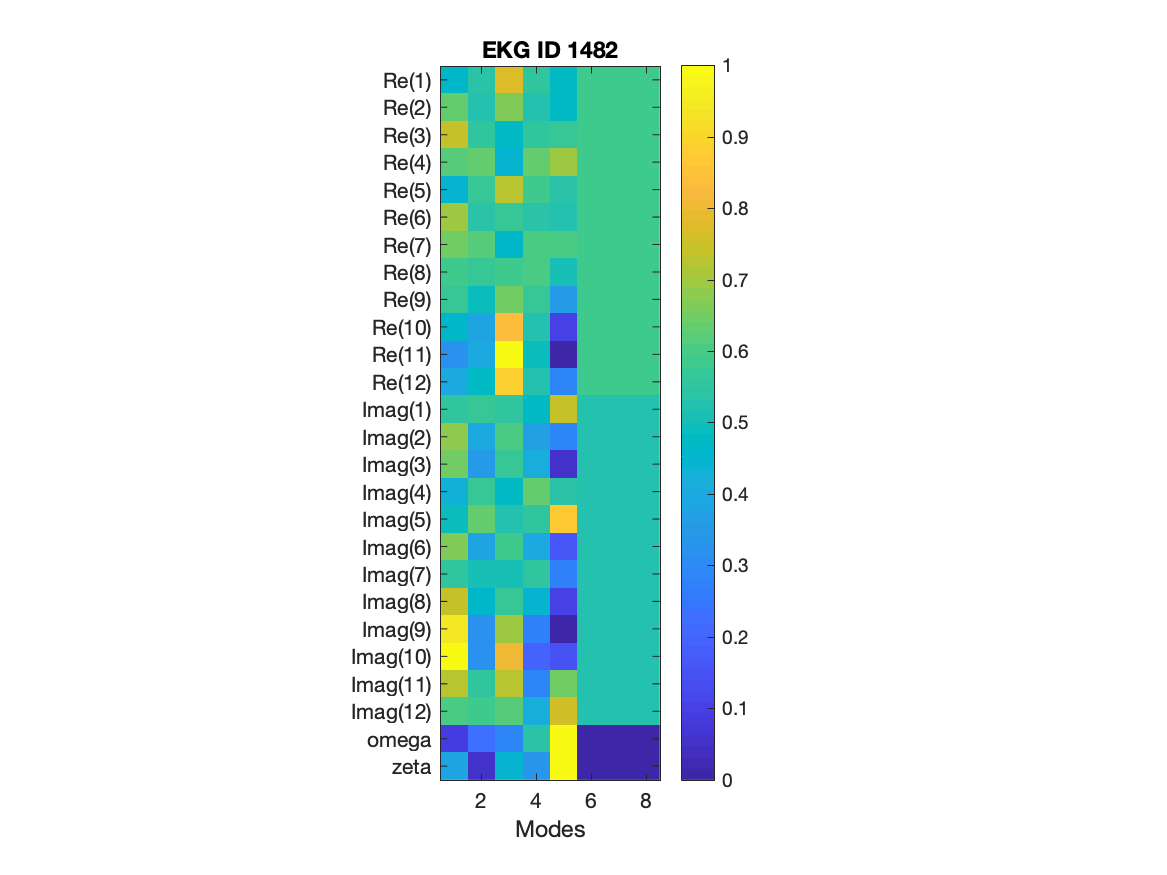 EKG ID 1482
Re(1)
Re(2)
Re(3)
Re(4)
Re(5)
Re(6)
Re(7)
Re(8)
Re(9)
Re(10)
Re(11)
Re(12)
Imag(1)
Imag(2)
Imag(3)
Imag(4)
Imag(5)
Imag(6)
Imag(7)
Imag(8)
Imag(9)
Imag(10)
Imag(11)
Imag(12)
omega
zeta
2 4 6 8
Modes
1
0.9
0.8
0.7
0.6
0.5
0.4
0.3
0.2
0.1
0